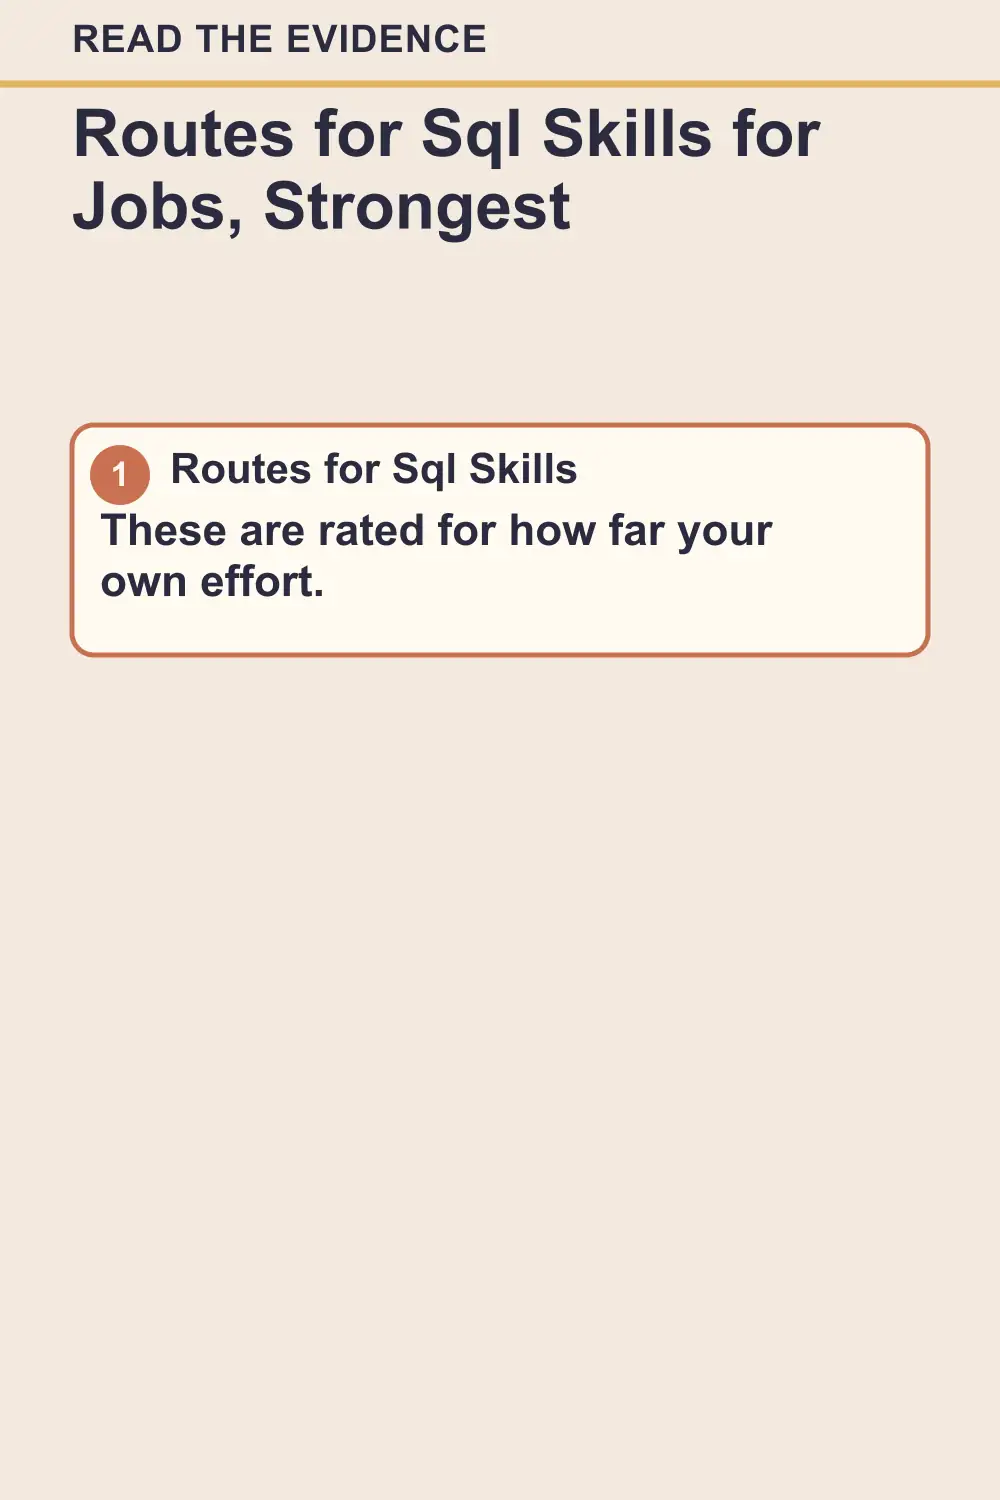 READ THE EVIDENCE
Routes for Sql Skills for
Jobs, Strongest
1 Routes for Sql Skills
These are rated for how far your
own effort.